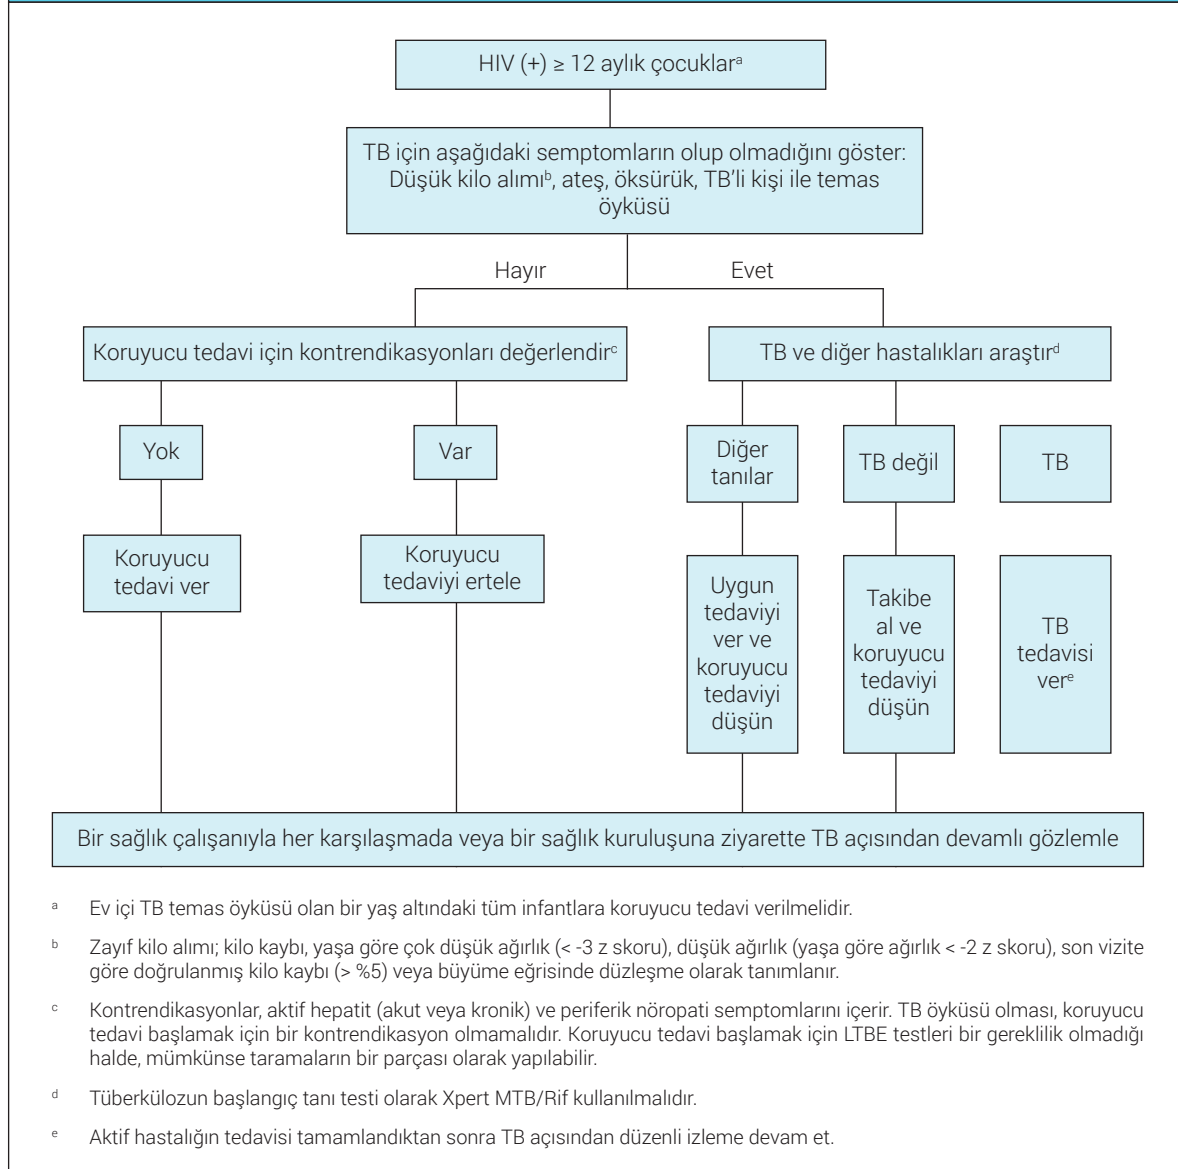 HIV (+) ≥ 12 aylık çocuklarᵃ
TB için aşağıdaki semptomların olup olmadığını göster:
Düşük kilo alımıᵇ, ateş, öksürük, TB’li kişi ile temas
öyküsü
Hayır
Evet
Koruyucu tedavi için kontrendikasyonları değerlendirᶜ
TB ve diğer hastalıkları araştırᵈ
Yok
Var
Diğer
tanılar
TB değil
TB
Koruyucu
tedavi ver
Koruyucu
tedaviyi ertele
Uygun
tedaviyi
ver ve
koruyucu
tedaviyi
düşün
Takibe
al ve
koruyucu
tedaviyi
düşün
TB
tedavisi
verᵉ
Bir sağlık çalışanıyla her karşılaşmada veya bir sağlık kuruluşuna ziyarette TB açısından devamlı gözlemle
ᵃ Ev içi TB temas öyküsü olan bir yaş altındaki tüm infantlara koruyucu tedavi verilmelidir.
ᵇ Zayıf kilo alımı; kilo kaybı, yaşa göre çok düşük ağırlık (< -3 z skoru), düşük ağırlık (yaşa göre ağırlık < -2 z skoru), son vizite
göre doğrulanmış kilo kaybı (> %5) veya büyüme eğrisinde düzleşme olarak tanımlanır.
ᶜ Kontrendikasyonlar, aktif hepatit (akut veya kronik) ve periferik nöropati semptomlarını içerir. TB öyküsü olması, koruyucu
tedavi başlamak için bir kontrendikasyon olmamalıdır. Koruyucu tedavi başlamak için LTBE testleri bir gereklilik olmadığı
halde, mümkünse taramaların bir parçası olarak yapılabilir.
ᵈ Tüberkülozun başlangıç tanı testi olarak Xpert MTB/Rif kullanılmalıdır.
ᵉ Aktif hastalığın tedavisi tamamlandıktan sonra TB açısından düzenli izleme devam et.